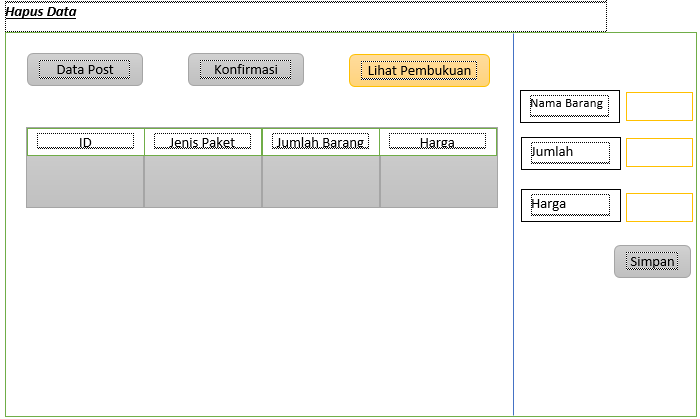 Hapus Data
Data Post
Konfirmasi
Lihat Pembukuan
ID
Jenis Paket
Jumlah Barang
Harga
Nama Barang
Jumlah
Harga
Simpan